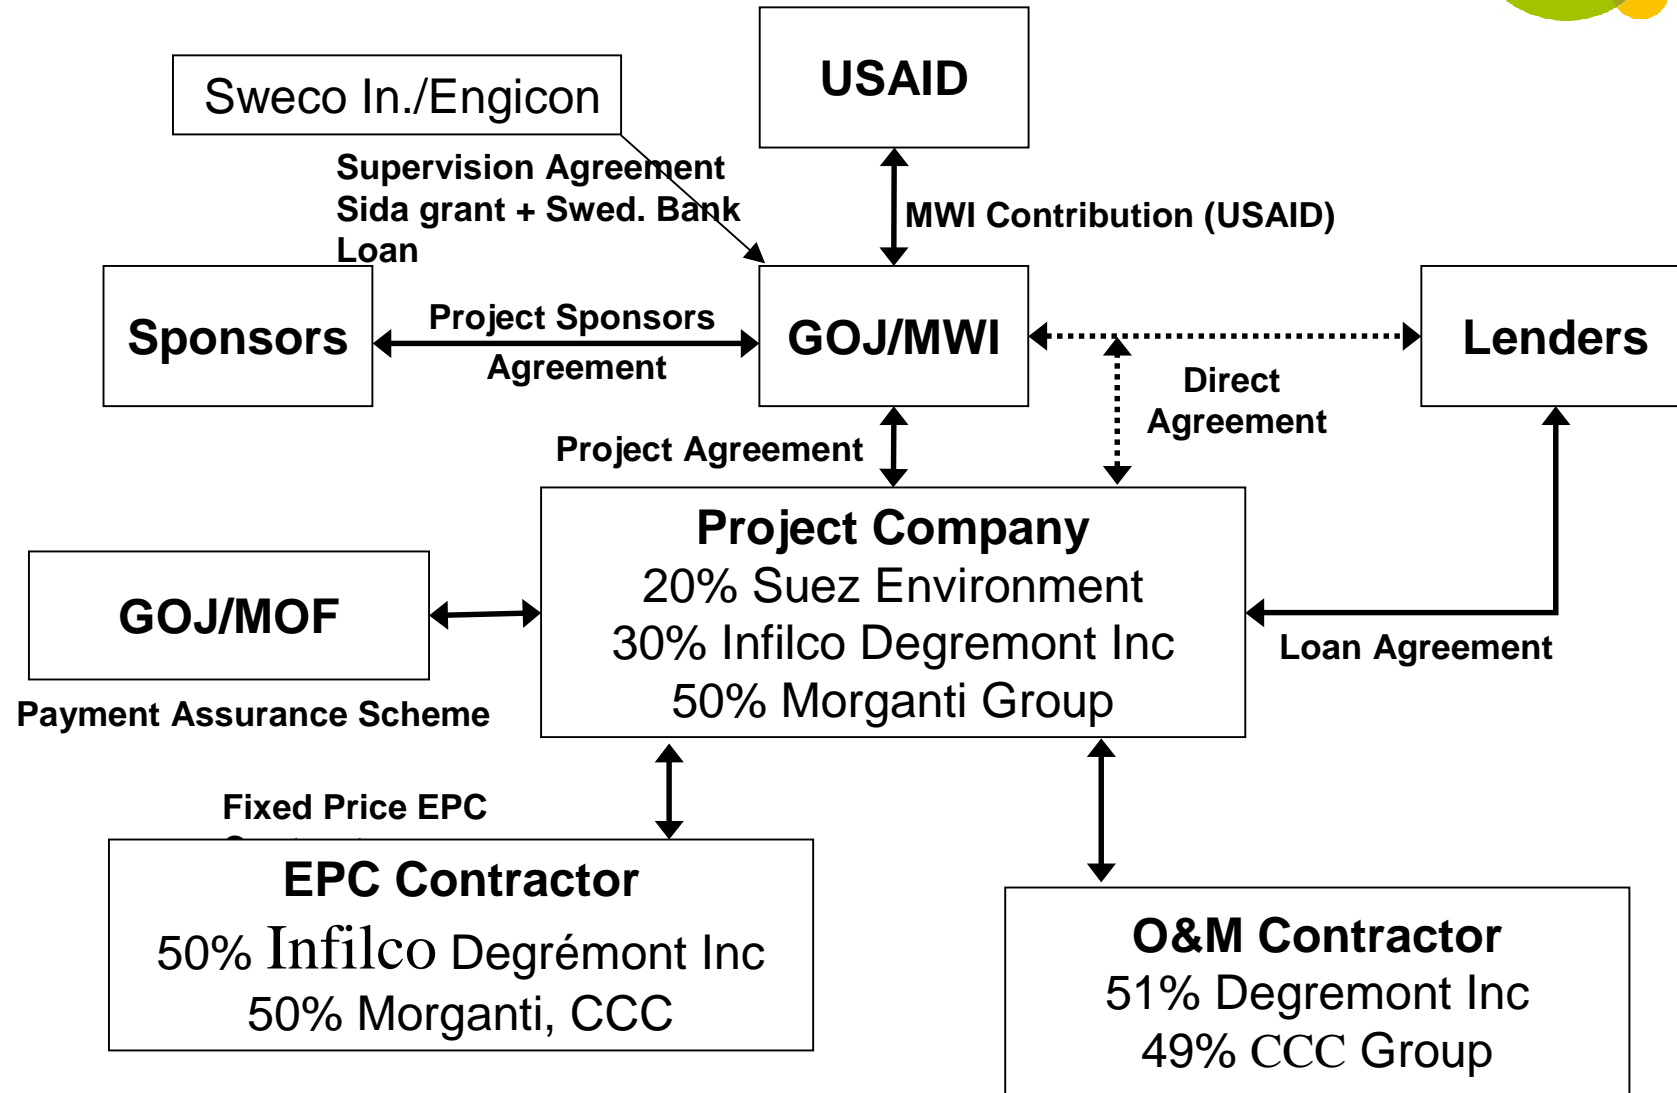 USAID
Sweco In./Engicon
Supervision Agreement
Sida grant + Swed. Bank
Loan
MWI Contribution (USAID)
Sponsors
Project Sponsors
Agreement
GOJ/MWI
Lenders
Direct
Agreement
Project Agreement
Project Company
20% Suez Environment
30% Infilco Degremont Inc
50% Morganti Group
GOJ/MOF
Payment Assurance Scheme
Loan Agreement
Fixed Price EPC
EPC Contractor
50% Infilco Degrémont Inc
50% Morganti, CCC
O&M Contractor
51% Degremont Inc
49% CCC Group